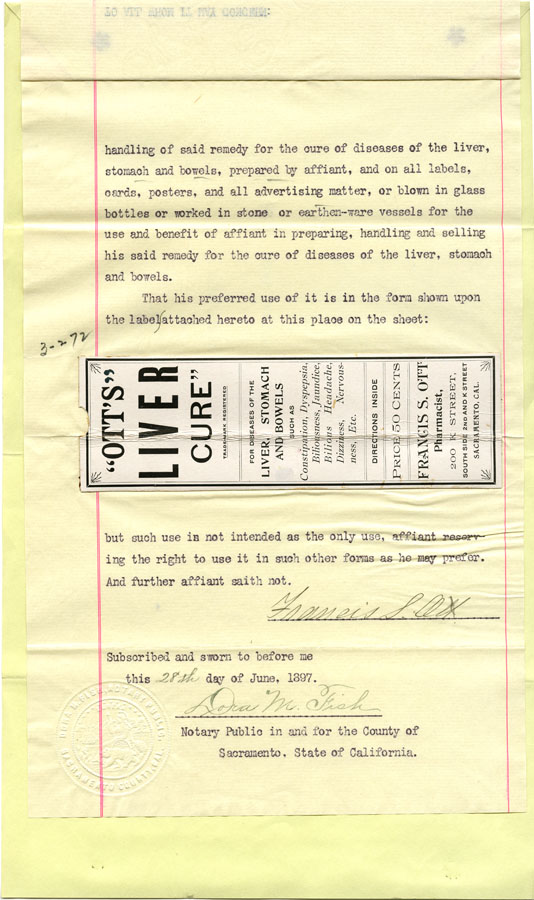 handling of said remedy for the cure of diseases of the liver,
stomach and bowels, prepared by affiant, and on all labels,
cards, posters, and all advertising matter, or blown in glass
bottles or worked in stone or earthen-ware vessels for the
use and benefit of affiant in preparing, handling and selling
his said remedy for the cure of diseases of the liver, stomach
and bowels.
That his preferred use of it is in the form shown upon
the label attached hereto at this place on the sheet:
3-2-72
"OTT'S"
LIVER
CURE"
TRADEMARK REGISTERED
FOR DISEASES OF THE
LIVER, STOMACH
AND BOWELS
SUCH AS
Constipation, Dyspepsia,
Biliousness, Jaundice,
Bilious Headache,
Dizziness, Nervous-
ness, Etc.
DIRECTIONS INSIDE
PRICE 50 CENTS
FRANCIS S. OTT
Pharmacist,
200 K STREET,
SOUTH SIDE 2ND AND K STREET
SACRAMENTO, CAL.
but such use in not intended as the only use, affiant reserv-
ing the right to use it in such other forms as he may prefer.
And further affiant saith not.
Francis S. Ott
Subscribed and sworn to before me
this 28th day of June, 1897.
Dora M. Fish
Notary Public in and for the County of
Sacramento, State of California.